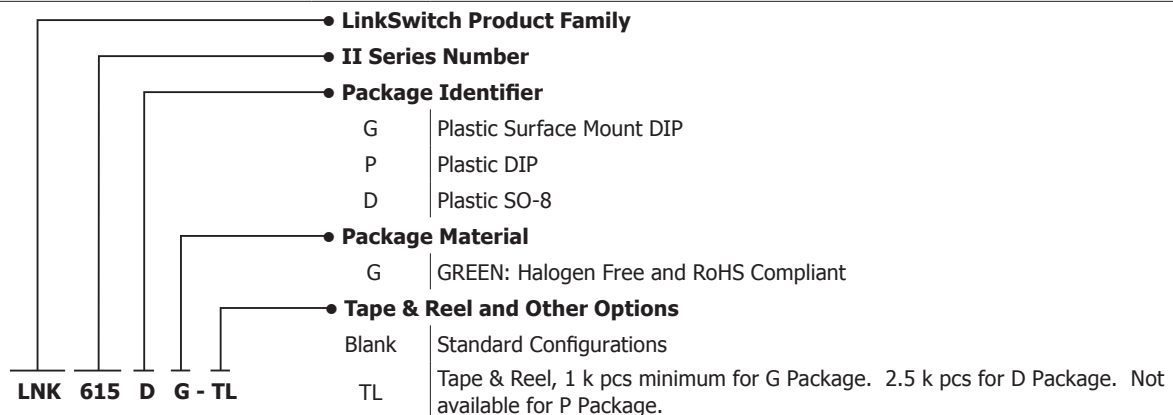 LinkSwitch Product Family
II Series Number
Package Identifier
G Plastic Surface Mount DIP
P Plastic DIP
D Plastic SO-8
Package Material
G GREEN: Halogen Free and RoHS Compliant
Tape & Reel and Other Options
Blank Standard Configurations
TL Tape & Reel, 1 k pcs minimum for G Package. 2.5 k pcs for D Package. Not
available for P Package.
LNK 615 D G - TL